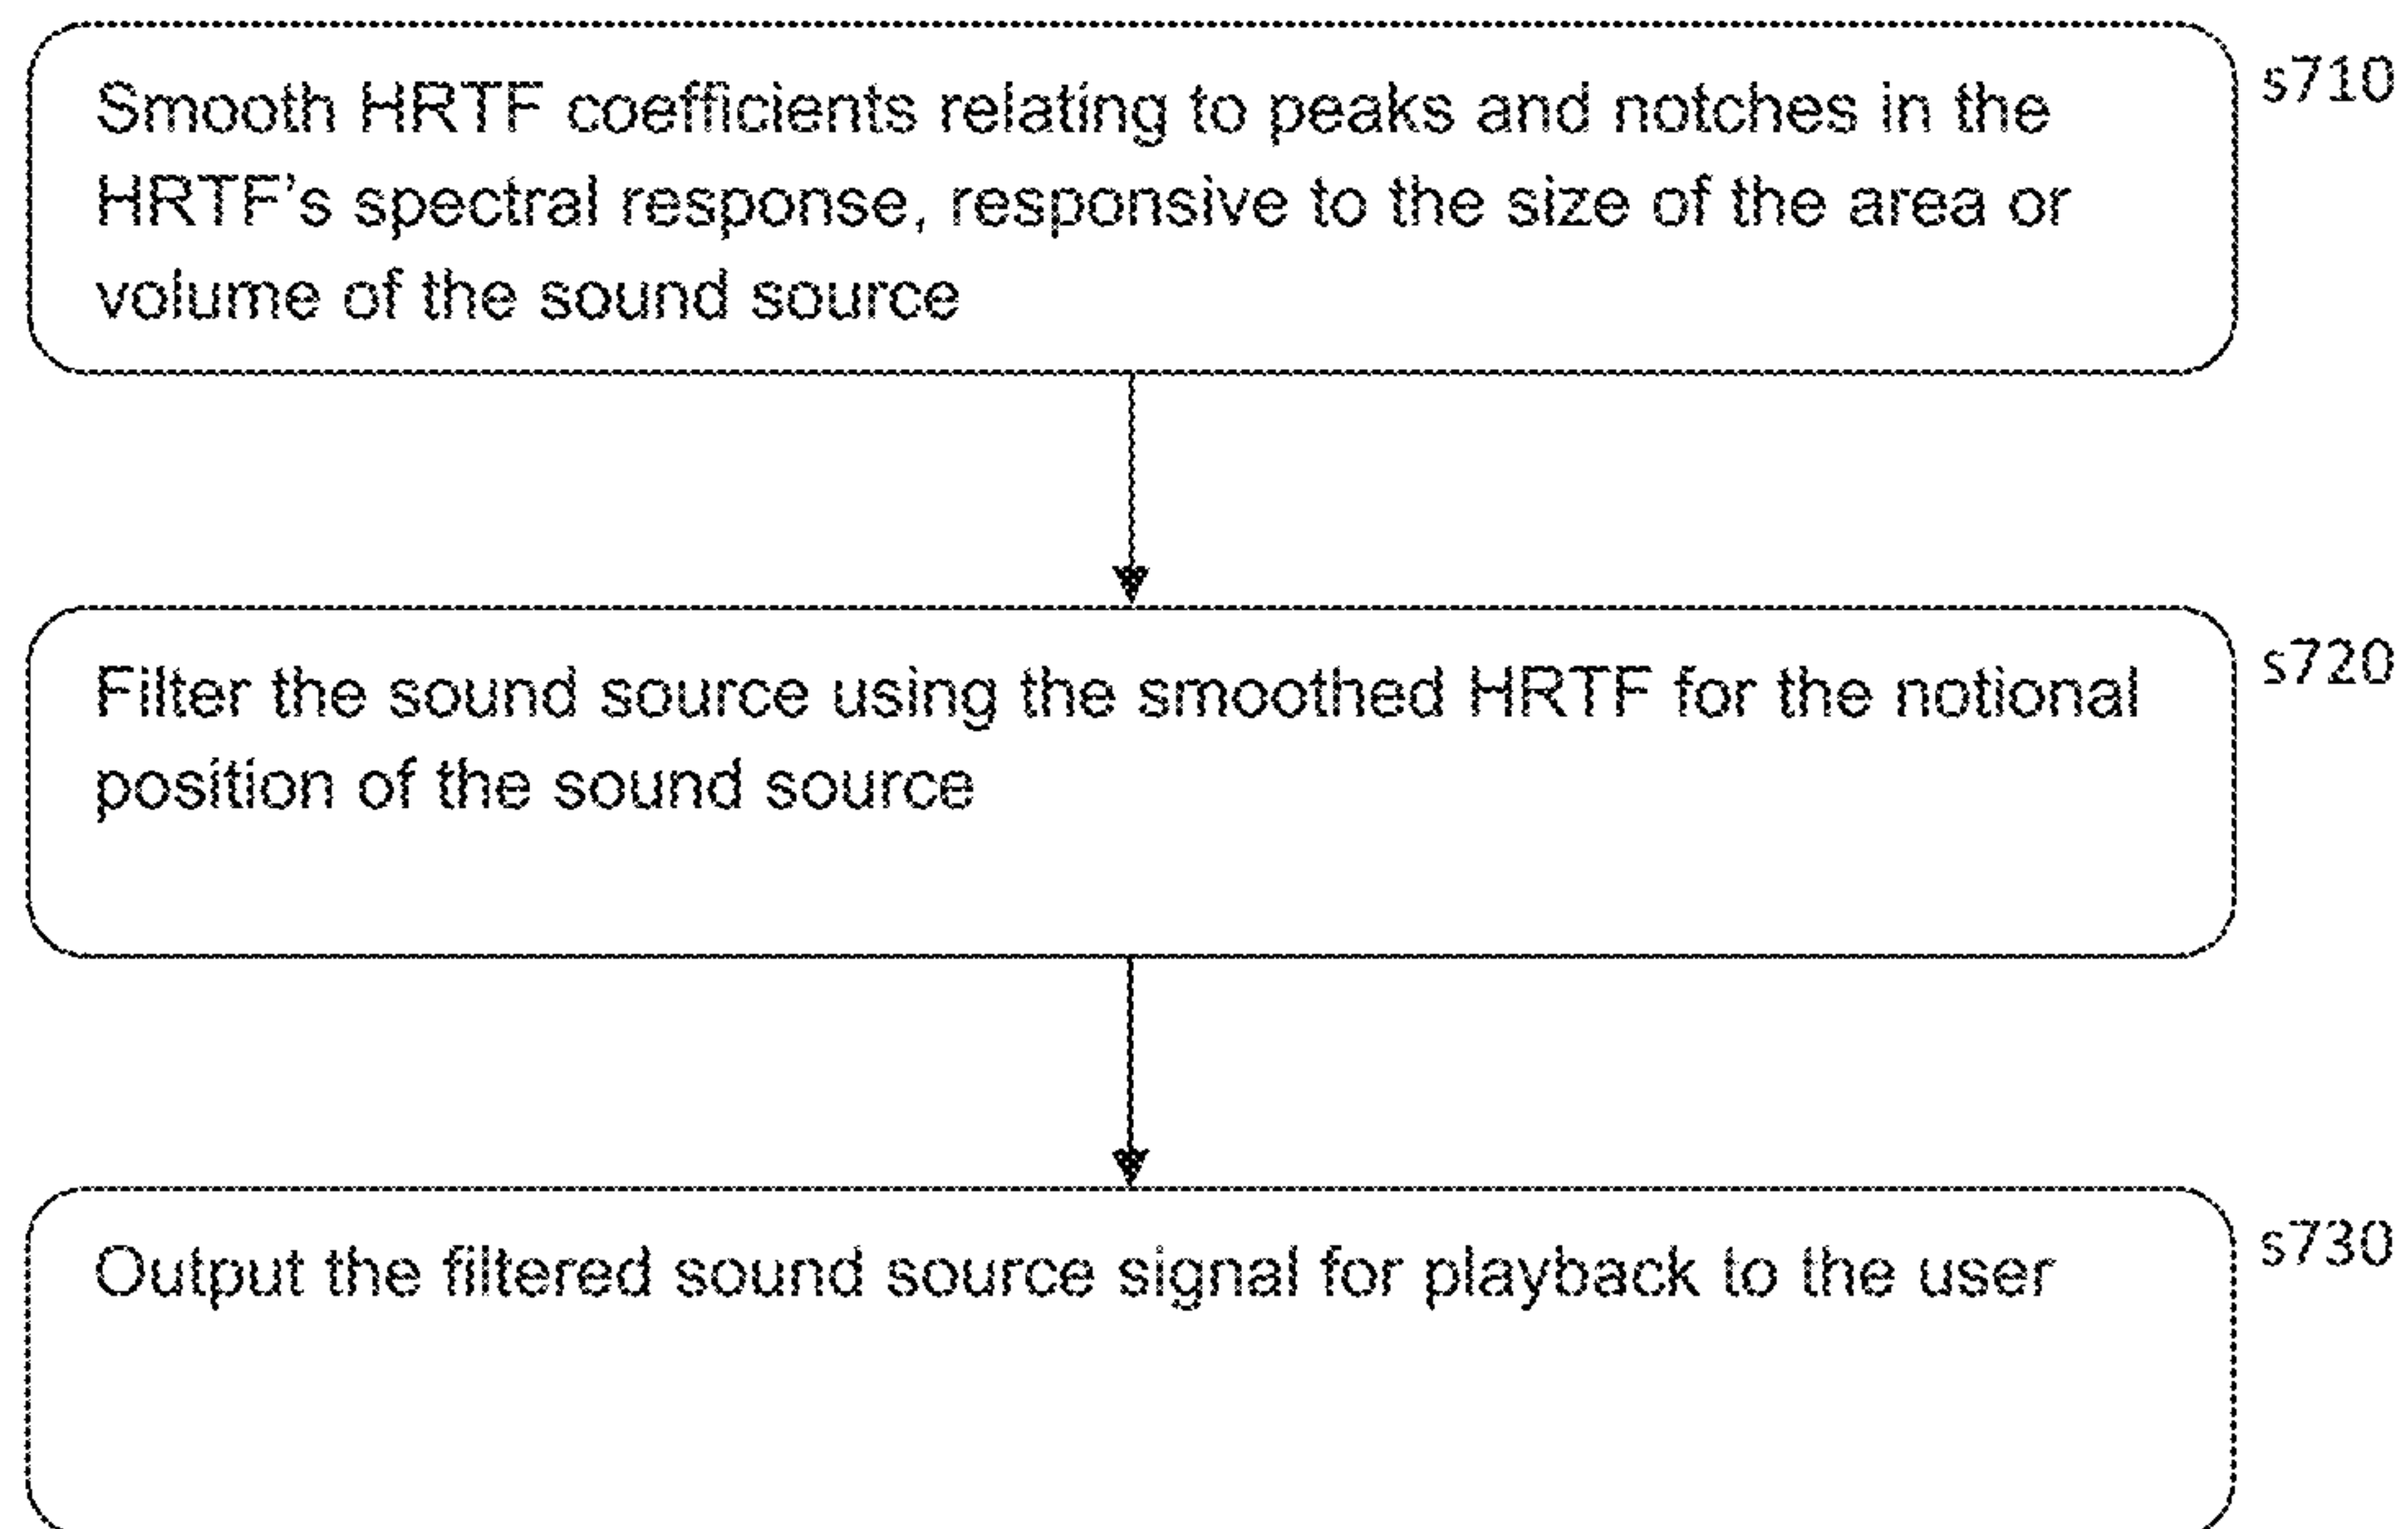 Smooth HRTF coefficients relating to peaks and notches in the
HRTF's spectral response, responsive to the size of the area or
volume of the sound source
s710
Filter the sound source using the smoothed HRTF for the notional
position of the sound source
s720
Output the filtered sound source signal for playback to the user
s730